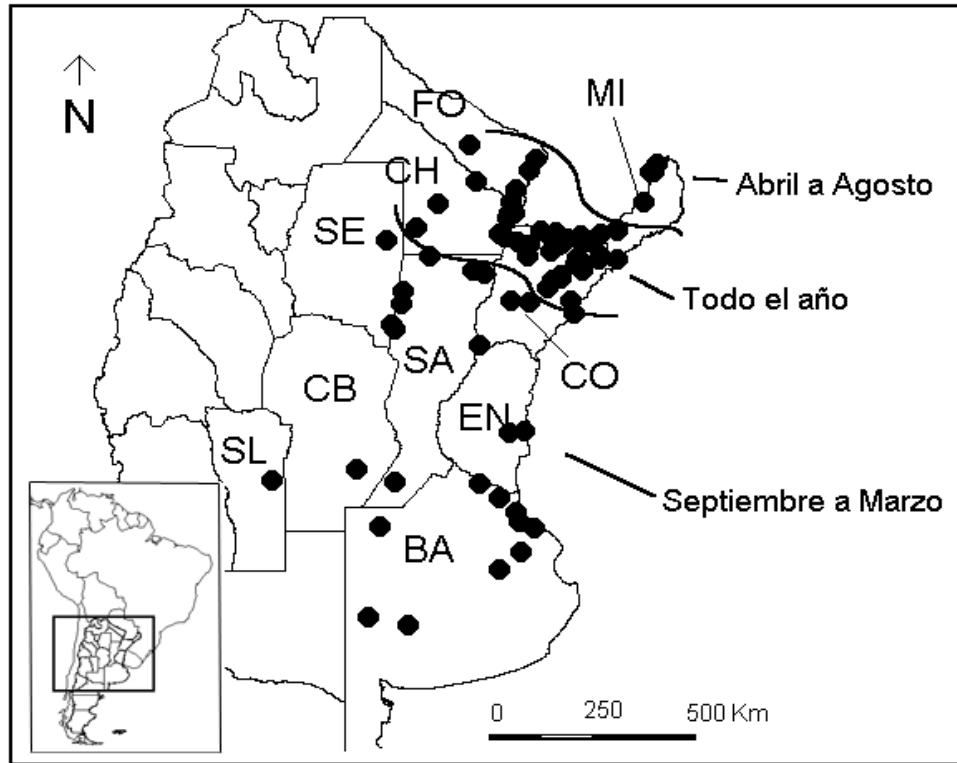 N
FO
MI
CH
Abril a Agosto
SE
Todo el año
SA
CO
CB
EN
SL
Septiembre a Marzo
BA
0 250 500 Km